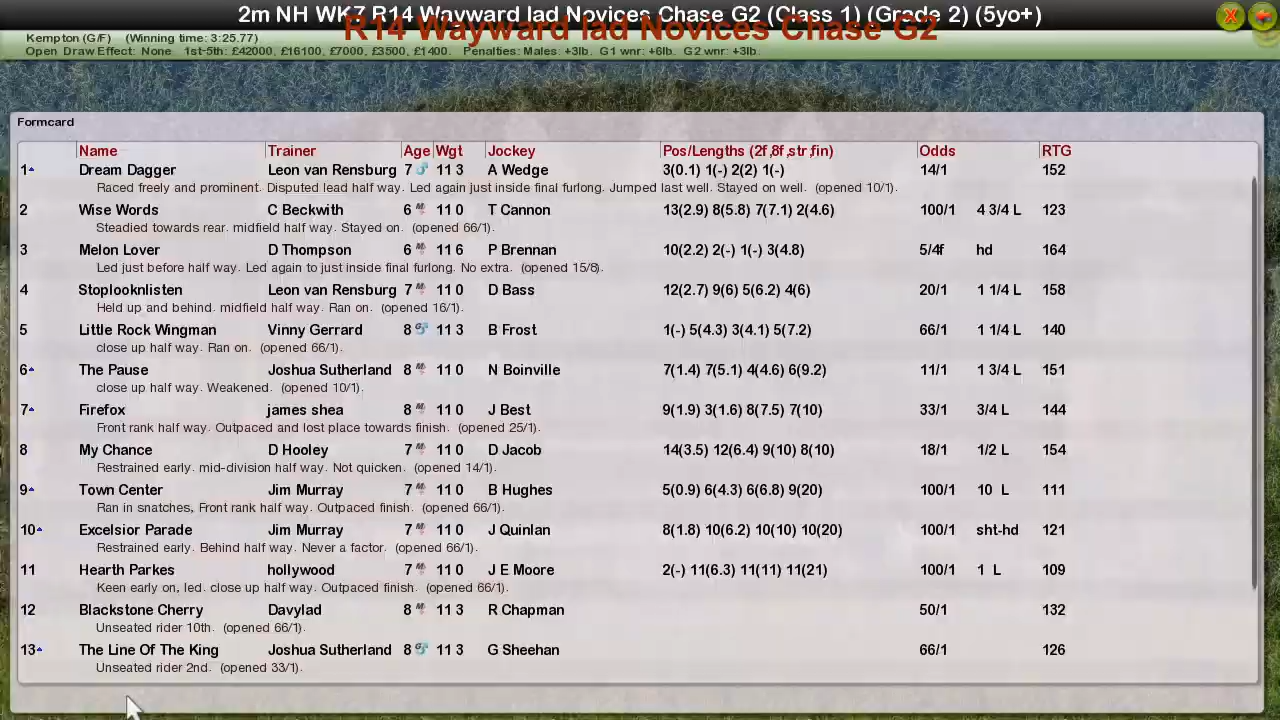 2m NH WK7 R14 Wayward lad Novices Chase G2 (Class 1) (Grade 2) (5yo+)
R14 Wayward lad Novices Chase G2
Kempton (G/F) (Winning time: 3:25.77)
Open Draw Effect: None. 1st-5th: £42000, £16100, £7000, £3500, £1400. Penalties: Males: +3lb. G1 wnr: +6lb. G2 wnr: +3lb.
Formcard
Name Trainer Age Wgt Jockey Pos/Lengths (2f,8f,str,fin) Odds RTG
1 Dream Dagger Leon van Rensburg 7 11 3 A Wedge 3(0.1) 1(-) 2(2) 1(-) 14/1 152
Raced freely and prominent. Disputed lead half way. Led again just inside final furlong. Jumped last well. Stayed on well. (opened 10/1).
2 Wise Words C Beckwith 6 11 0 T Cannon 13(2.9) 8(5.8) 7(7.1) 2(4.6) 100/1 4 3/4 L 123
Steadied towards rear. midfield half way. Stayed on. (opened 66/1).
3 Melon Lover D Thompson 6 11 6 P Brennan 10(2.2) 2(-) 1(-) 3(4.8) 5/4f hd 164
Led just before half way. Led again to just inside final furlong. No extra. (opened 15/8).
4 Stoplooknlisten Leon van Rensburg 7 11 0 D Bass 12(2.7) 9(6) 5(6.2) 4(6) 20/1 1 1/4 L 158
Held up and behind. midfield half way. Ran on. (opened 16/1).
5 Little Rock Wingman Vinny Gerrard 8 11 3 B Frost 1(-) 5(4.3) 3(4.1) 5(7.2) 66/1 1 1/4 L 140
close up half way. Ran on. (opened 66/1).
6 The Pause Joshua Sutherland 8 11 0 N Boinville 7(1.4) 7(5.1) 4(4.6) 6(9.2) 11/1 1 3/4 L 151
close up half way. Weakened. (opened 10/1).
7 Firefox james shea 8 11 0 J Best 9(1.9) 3(1.6) 8(7.5) 7(10) 33/1 3/4 L 144
Front rank half way. Outpaced and lost place towards finish. (opened 25/1).
8 My Chance D Hooley 7 11 0 D Jacob 14(3.5) 12(6.4) 9(10) 8(10) 18/1 1/2 L 154
Restrained early. mid-division half way. Not quicken. (opened 14/1).
9 Town Center Jim Murray 7 11 0 B Hughes 5(0.9) 6(4.3) 6(6.8) 9(20) 100/1 10 L 111
Ran in snatches, Front rank half way. Outpaced finish. (opened 66/1).
10 Excelsior Parade Jim Murray 7 11 0 J Quinlan 8(1.8) 10(6.2) 10(10) 10(20) 100/1 sht-hd 121
Restrained early. Behind half way. Never a factor. (opened 66/1).
11 Hearth Parkes hollywood 7 11 0 J E Moore 2(-) 11(6.3) 11(11) 11(21) 100/1 1 L 109
Keen early on, led. close up half way. Outpaced finish. (opened 66/1).
12 Blackstone Cherry Davylad 8 11 3 R Chapman 50/1 132
Unseated rider 10th. (opened 66/1).
13 The Line Of The King Joshua Sutherland 8 11 3 G Sheehan 66/1 126
Unseated rider 2nd. (opened 33/1).